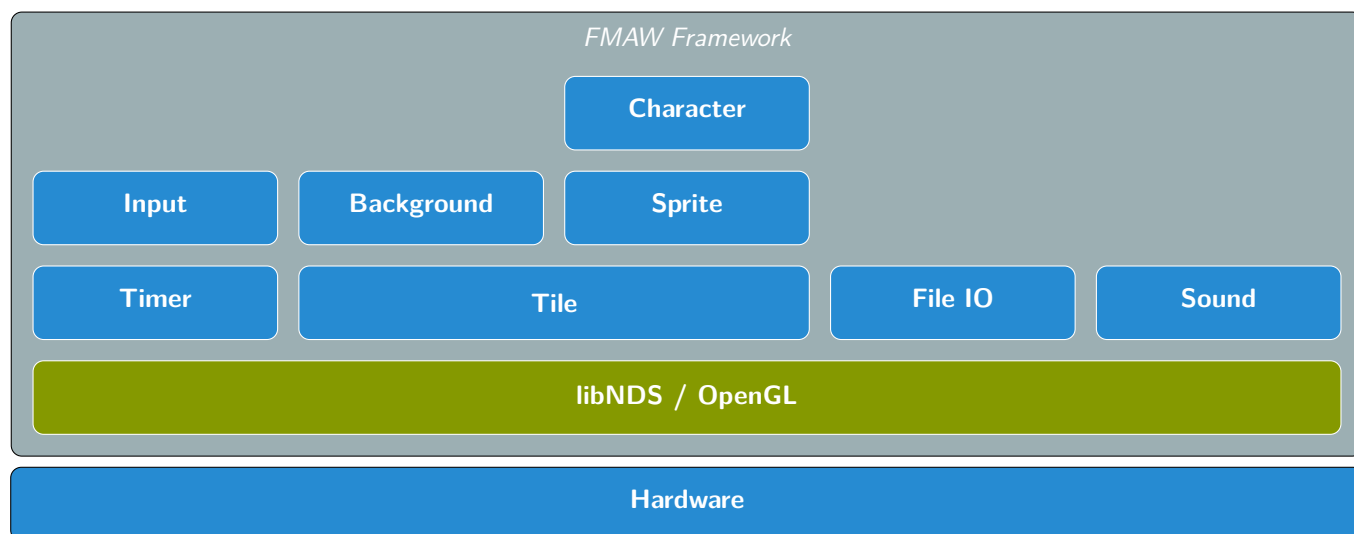 FMAW Framework
Character
Input
Background
Sprite
Timer
Tile
File IO
Sound
libNDS / OpenGL
Hardware